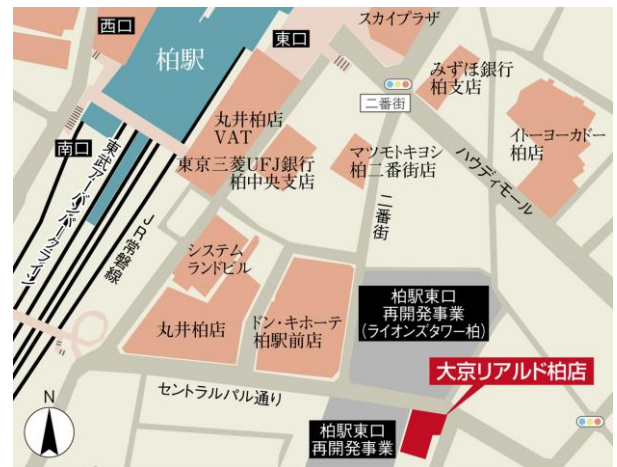 スカイプラザ
西口
東口
柏駅
みずほ銀行
柏支店
二番街
丸井柏店
VAT
イトーヨーカドー
柏店
南口
東京三菱UFJ銀行
柏中央支店
マツモトキヨシ
柏二番街店
ハウディモール
東武アーバンパークライン
JR常磐線
二番街
システム
ランドビル
柏駅東口
再開発事業
(ライオンズタワー柏)
丸井柏店
ドン・キホーテ
柏駅前店
大京リアルド柏店
セントラルパル通り
N
柏駅東口
再開発事業